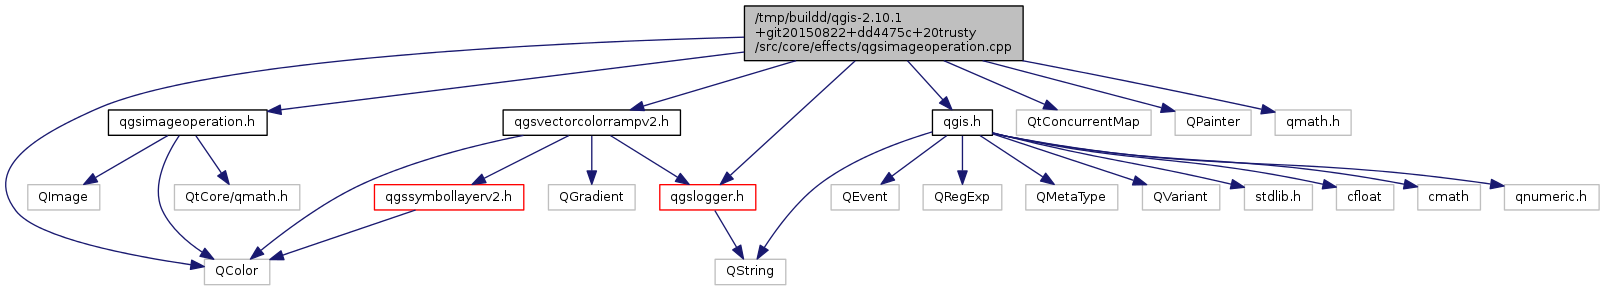 /tmp/buildd/qgis-2.10.1
+git20150822+dd4475c+20trusty
/src/core/effects/qgsimageoperation.cpp
qgsimageoperation.h
qgsvectorcolorrampv2.h
qgis.h
QtConcurrentMap
QPainter
qmath.h
QImage
QtCore/qmath.h
qgssymbollayerv2.h
QGradient
qgslogger.h
QEvent
QRegExp
QMetaType
QVariant
stdlib.h
cfloat
cmath
qnumeric.h
QColor
QString